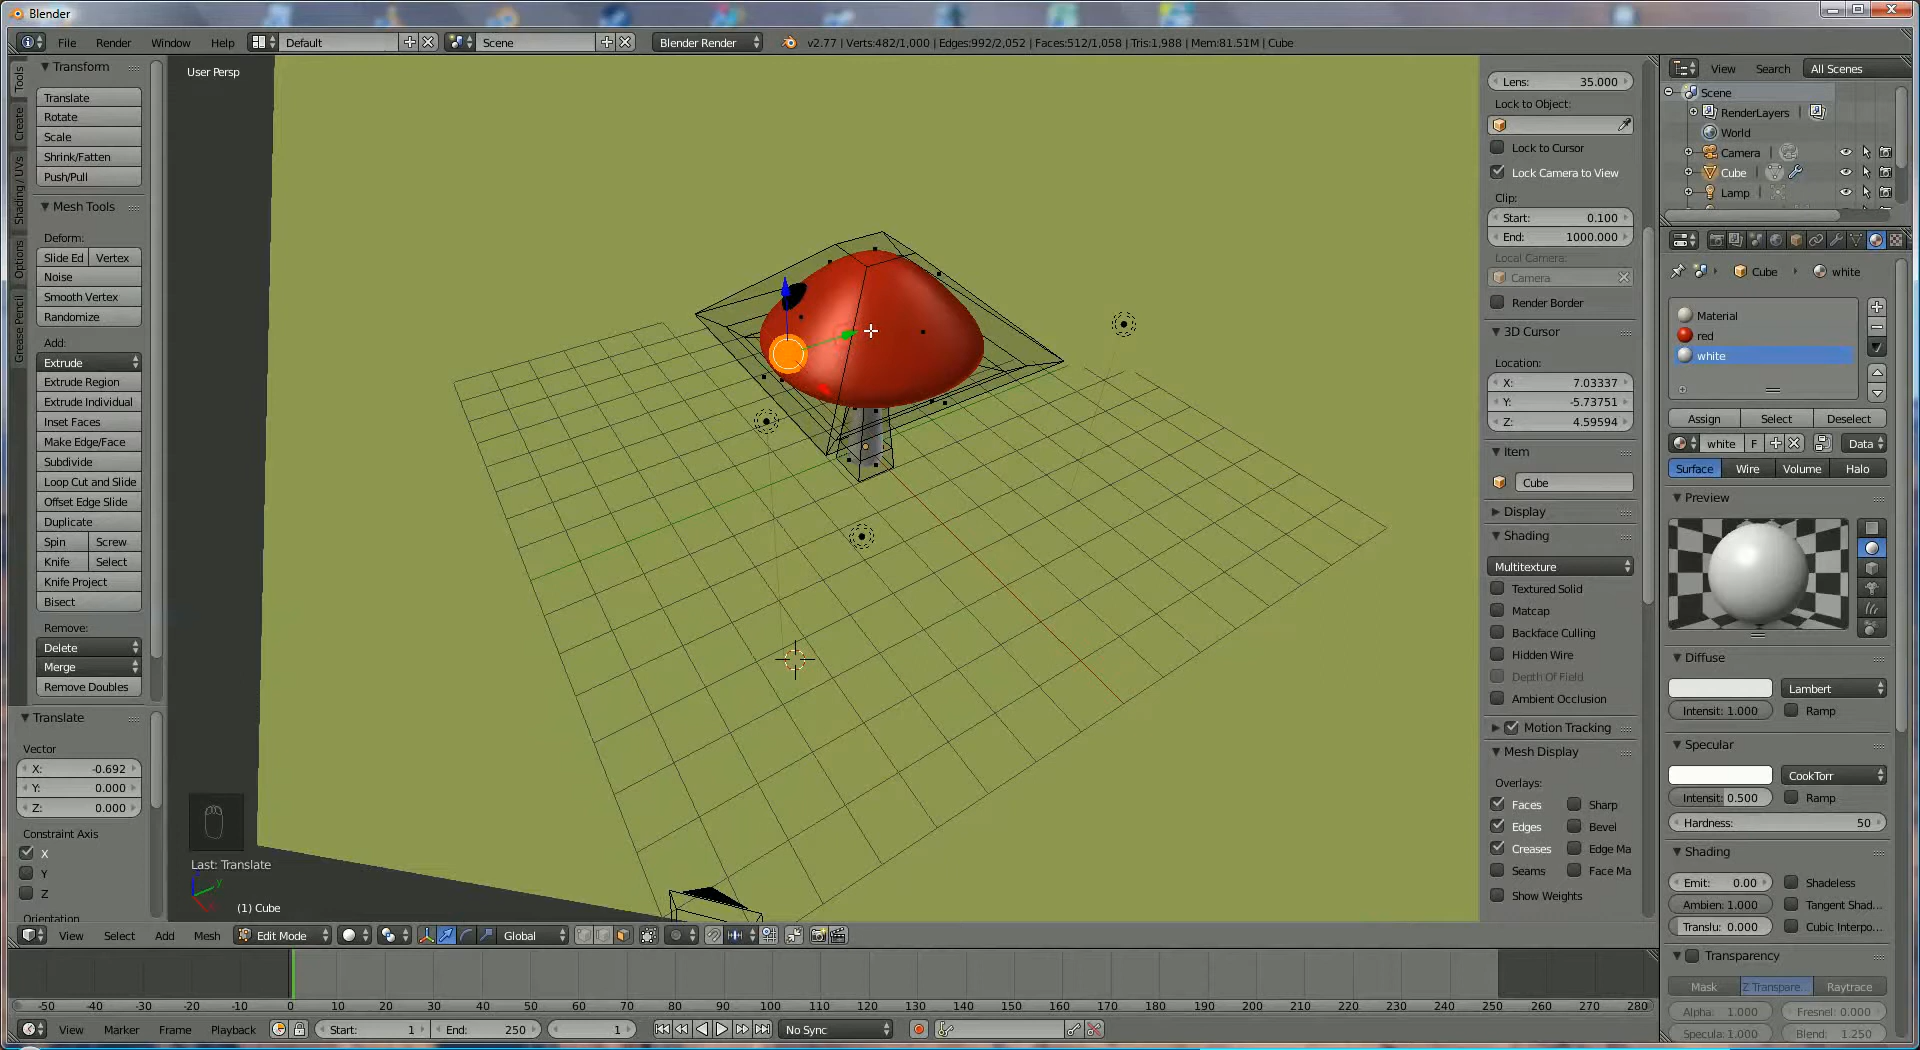 Blender
File Render Window Help Default Scene Blender Render v2.77 | Verts:482/1,000 | Edges:992/2,052 | Faces:512/1,058 | Tris:1,988 | Mem:81.51M | Cube
Tools
Create
Shading / UVs
Options
Grease Pencil
Transform
Translate
Rotate
Scale
Shrink/Fatten
Push/Pull
Mesh Tools
Deform:
Slide Ed Vertex
Noise
Smooth Vertex
Randomize
Add:
Extrude
Extrude Region
Extrude Individual
Inset Faces
Make Edge/Face
Subdivide
Loop Cut and Slide
Offset Edge Slide
Duplicate
Spin Screw
Knife Select
Knife Project
Bisect
Remove:
Delete
Merge
Remove Doubles
Translate
Vector
X: -0.692
Y: 0.000
Z: 0.000
Constraint Axis
X
Y
Z
Orientation
User Persp
Last: Translate
y
(1) Cube
Lens: 35.000
Lock to Object:
Lock to Cursor
Lock Camera to View
Clip:
Start: 0.100
End: 1000.000
Local Camera:
Camera
Render Border
3D Cursor
Location:
X: 7.03337
Y: -5.73751
Z: 4.59594
Item
Cube
Display
Shading
Multitexture
Textured Solid
Matcap
Backface Culling
Hidden Wire
Depth Of Field
Ambient Occlusion
Motion Tracking
Mesh Display
Overlays:
Faces Sharp
Edges Bevel
Creases Edge Ma
Seams Face Ma
Show Weights
View Search All Scenes
Scene
RenderLayers
World
Camera
Cube
Lamp
Cube white
Material
red
white
Assign Select Deselect
white F Data
Surface Wire Volume Halo
Preview
Diffuse
Lambert
Intensit: 1.000 Ramp
Specular
CookTorr
Intensit: 0.500 Ramp
Hardness: 50
Shading
Emit: 0.00 Shadeless
Ambien: 1.000 Tangent Shad...
Translu: 0.000 Cubic Interpo...
Transparency
Mask Z Transpare... Raytrace
Alpha: 1.000 Fresnel: 0.000
Specula: 1.000 Blend: 1.250
View Select Add Mesh Edit Mode Global
-50 -40 -30 -20 -10 0 10 20 30 40 50 60 70 80 90 100 110 120 130 140 150 160 170 180 190 200 210 220 230 240 250 260 270 280
View Marker Frame Playback Start: 1 End: 250 1 No Sync